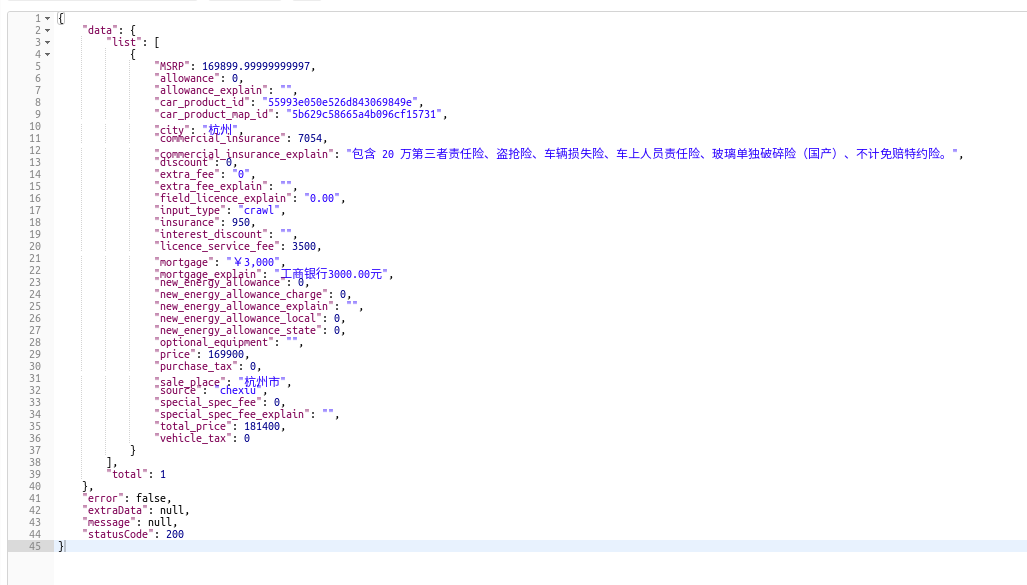 1 {
2 "data": {
3 "list": [
4 {
5 "MSRP": 169899.99999999997,
6 "allowance": 0,
7 "allowance_explain": "",
8 "car_product_id": "55993e050e526d843069849e",
9 "car_product_map_id": "5b629c58665a4b096cf15731",
10 "city": "杭州",
11 "commercial_insurance": 7054,
12 "commercial_insurance_explain": "包含 20 万第三者责任险、盗抢险、车辆损失险、车上人员责任险、玻璃单独破碎险（国产）、不计免赔特约险。",
13 "discount": 0,
14 "extra_fee": "0",
15 "extra_fee_explain": "",
16 "field_licence_explain": "0.00",
17 "input_type": "crawl",
18 "insurance": 950,
19 "interest_discount": "",
20 "licence_service_fee": 3500,
21 "mortgage": "￥3,000",
22 "mortgage_explain": "工商银行3000.00元",
23 "new_energy_allowance": 0,
24 "new_energy_allowance_charge": 0,
25 "new_energy_allowance_explain": "",
26 "new_energy_allowance_local": 0,
27 "new_energy_allowance_state": 0,
28 "optional_equipment": "",
29 "price": 169900,
30 "purchase_tax": 0,
31 "sale_place": "杭州市",
32 "source": "chexiu",
33 "special_spec_fee": 0,
34 "special_spec_fee_explain": "",
35 "total_price": 181400,
36 "vehicle_tax": 0
37 }
38 ],
39 "total": 1
40 },
41 "error": false,
42 "extraData": null,
43 "message": null,
44 "statusCode": 200
45 }